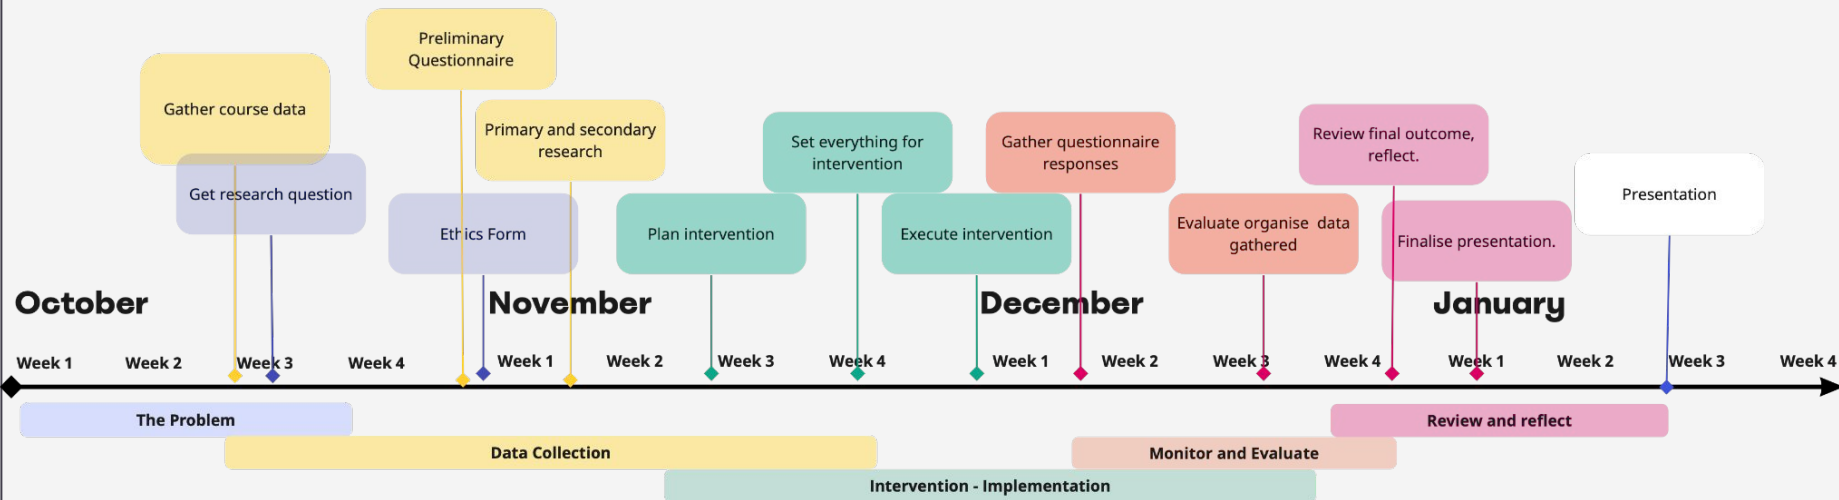 Preliminary
Questionnaire
Gather course data
Primary and secondary
research
Set everything for
intervention
Gather questionnaire
responses
Review final outcome,
reflect.
Get research question
Presentation
Ethics Form
Plan intervention
Execute intervention
Evaluate organise  data
gathered
Finalise presentation.
October
November
December
January
Week 1
Week 2
Week 3
Week 4
Week 1
Week 2
Week 3
Week 4
Week 1
Week 2
Week 3
Week 4
Week 1
Week 2
Week 3
Week 4
The Problem
Review and reflect
Data Collection
Monitor and Evaluate
Intervention - Implementation